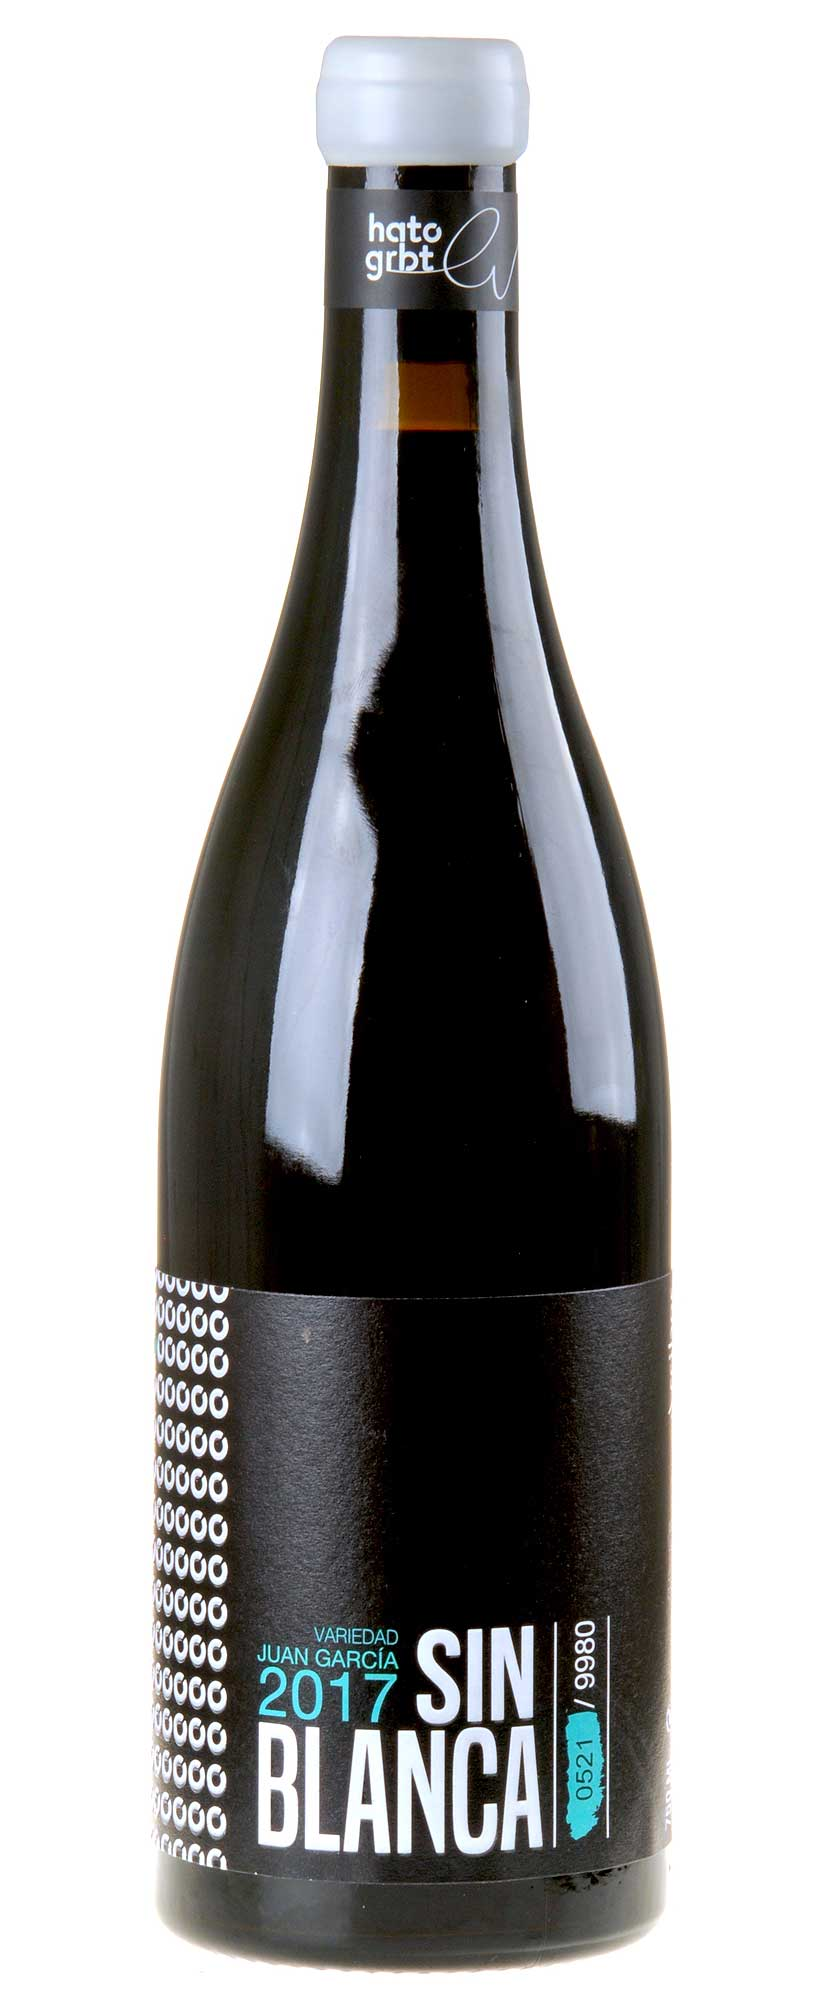 hato
grbt
VARIEDAD
JUAN GARCÍA
2017 SIN
BLANCA
0521 / 9980